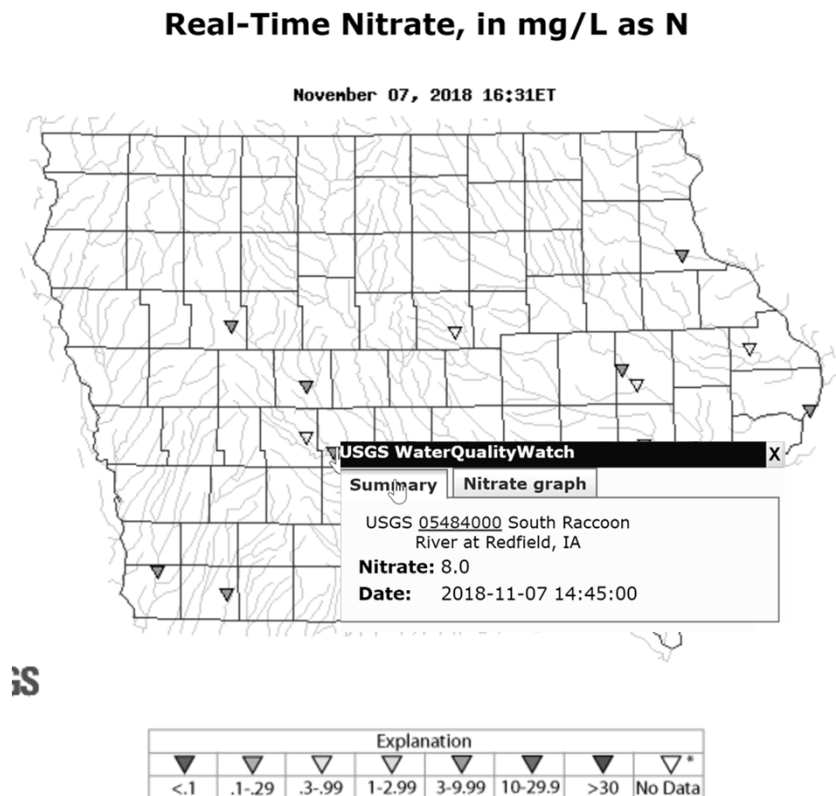 Real-Time Nitrate, in mg/L as N
November 07, 2018 16:31ET
USGS WaterQualityWatch X
Summary Nitrate graph
USGS 05484000 South Raccoon
River at Redfield, IA
Nitrate: 8.0
Date: 2018-11-07 14:45:00
GS
Explanation
*
<.1 .1-.29 .3-.99 1-2.99 3-9.99 10-29.9 >30 No Data